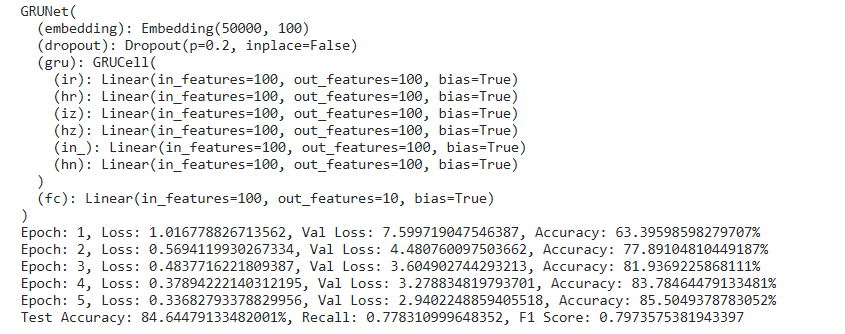 GRUNet(
(embedding): Embedding(50000, 100)
(dropout): Dropout(p=0.2, inplace=False)
(gru): GRUCell(
(ir): Linear(in_features=100, out_features=100, bias=True)
(hr): Linear(in_features=100, out_features=100, bias=True)
(iz): Linear(in_features=100, out_features=100, bias=True)
(hz): Linear(in_features=100, out_features=100, bias=True)
(in_): Linear(in_features=100, out_features=100, bias=True)
(hn): Linear(in_features=100, out_features=100, bias=True)
)
(fc): Linear(in_features=100, out_features=10, bias=True)
)
Epoch: 1, Loss: 1.016778826713562, Val Loss: 7.599719047546387, Accuracy: 63.39598598279707%
Epoch: 2, Loss: 0.5694119930267334, Val Loss: 4.480760097503662, Accuracy: 77.89104810449187%
Epoch: 3, Loss: 0.4837716221809387, Val Loss: 3.604902744293213, Accuracy: 81.9369225868111%
Epoch: 4, Loss: 0.37894222140312195, Val Loss: 3.278834819793701, Accuracy: 83.78464479133481%
Epoch: 5, Loss: 0.33682793378829956, Val Loss: 2.9402248859405518, Accuracy: 85.5049378783052%
Test Accuracy: 84.64479133482001%, Recall: 0.778310999648352, F1 Score: 0.7973575381943397